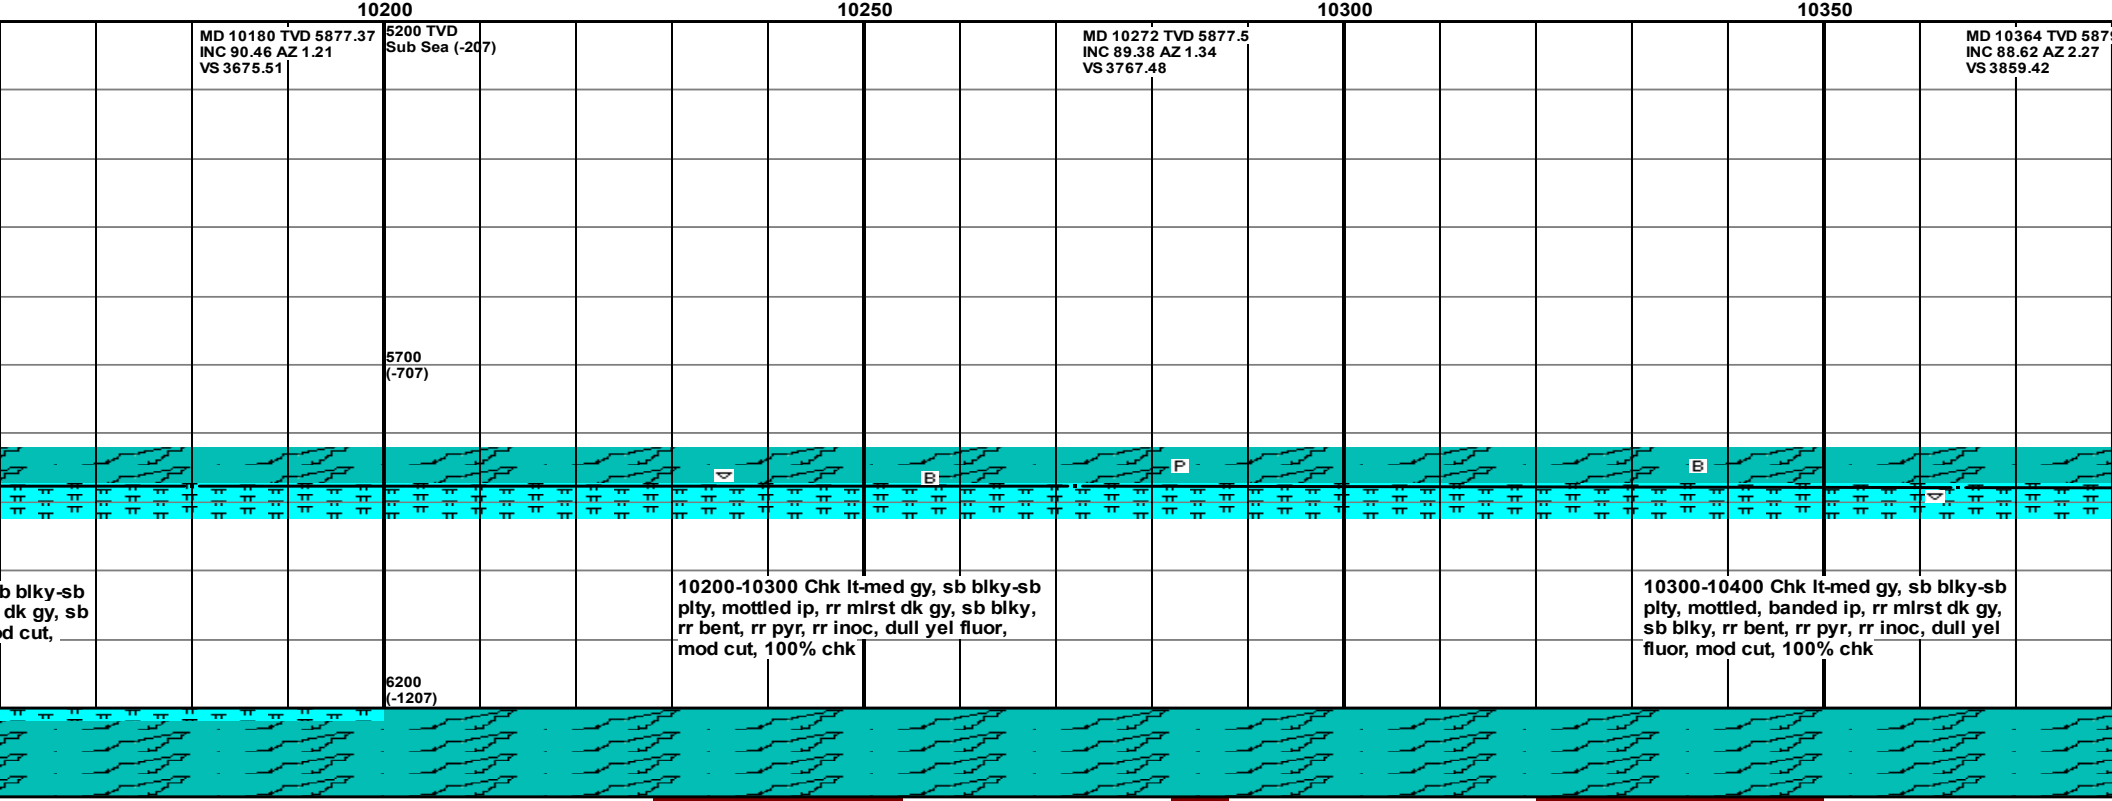 10200
10250
10300
10350
MD 10180 TVD 5877.37
INC 90.46 AZ 1.21
VS 3675.51
5200 TVD
Sub Sea (-207)
MD 10272 TVD 5877.5
INC 89.38 AZ 1.34
VS 3767.48
MD 10364 TVD 587
INC 88.62 AZ 2.27
VS 3859.42
5700
(-707)
B
P
B
b blky-sb
dk gy, sb
d cut,
10200-10300 Chk lt-med gy, sb blky-sb
plty, mottled ip, rr mlrst dk gy, sb blky,
rr bent, rr pyr, rr inoc, dull yel fluor,
mod cut, 100% chk
10300-10400 Chk lt-med gy, sb blky-sb
plty, mottled, banded ip, rr mlrst dk gy,
sb blky, rr bent, rr pyr, rr inoc, dull yel
fluor, mod cut, 100% chk
6200
(-1207)